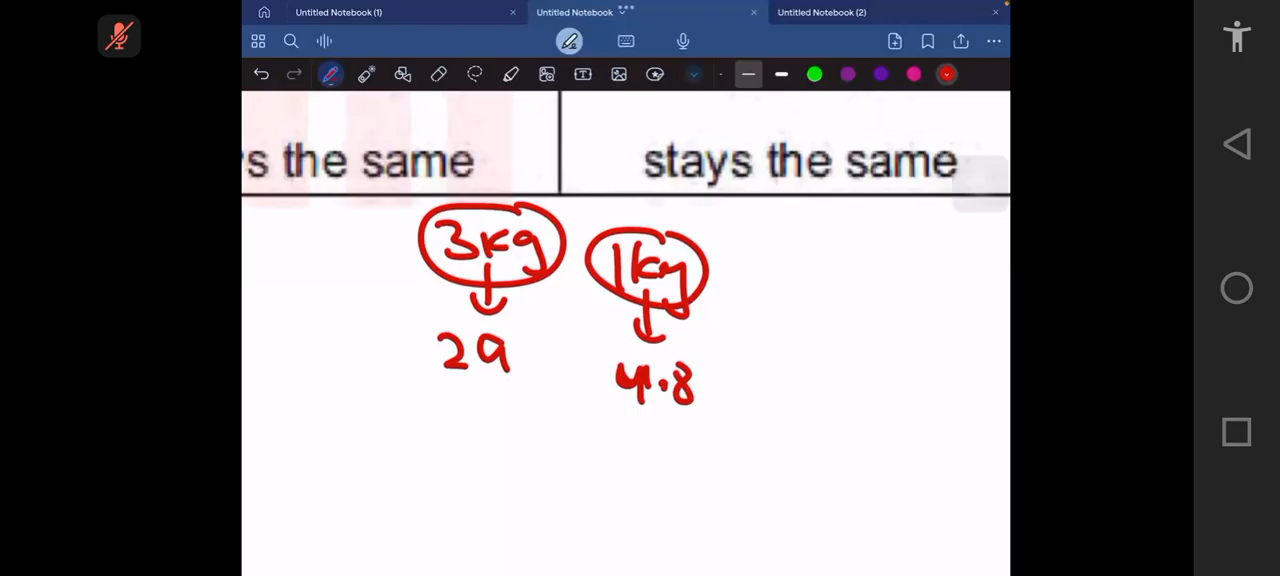 Untitled Notebook (1)
Untitled Notebook
Untitled Notebook (2)
s the same
stays the same
3kg
1kg
29
4.8